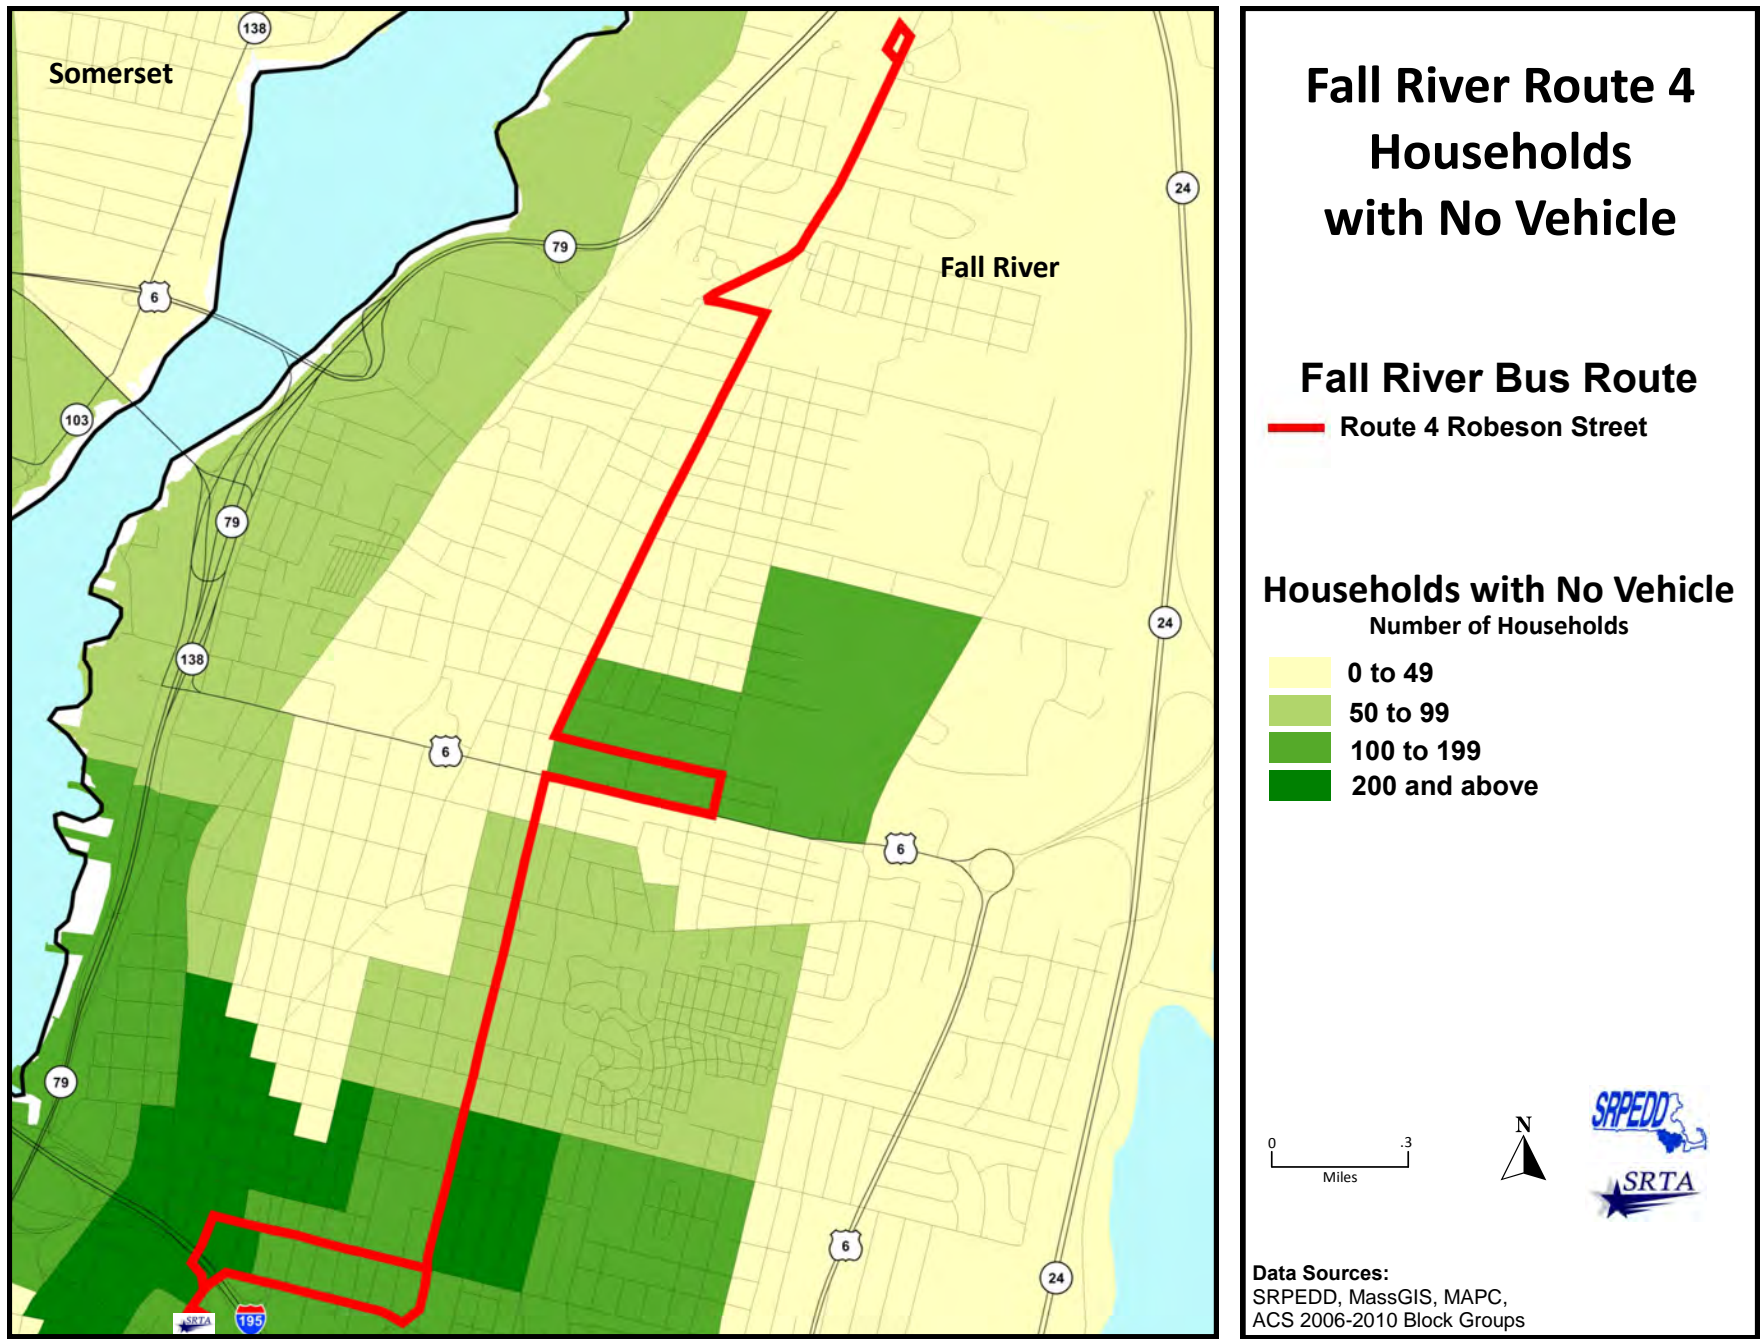 138
Somerset
24
79
Fall River
6
103
79
24
138
6
6
79
6
24
SRTA
195
Fall River Route 4
Households
with No Vehicle
Fall River Bus Route
Route 4 Robeson Street
Households with No Vehicle
Number of Households
0 to 49
50 to 99
100 to 199
200 and above
0 .3
Miles
N
SRPEDD
SRTA
Data Sources:
SRPEDD, MassGIS, MAPC,
ACS 2006-2010 Block Groups